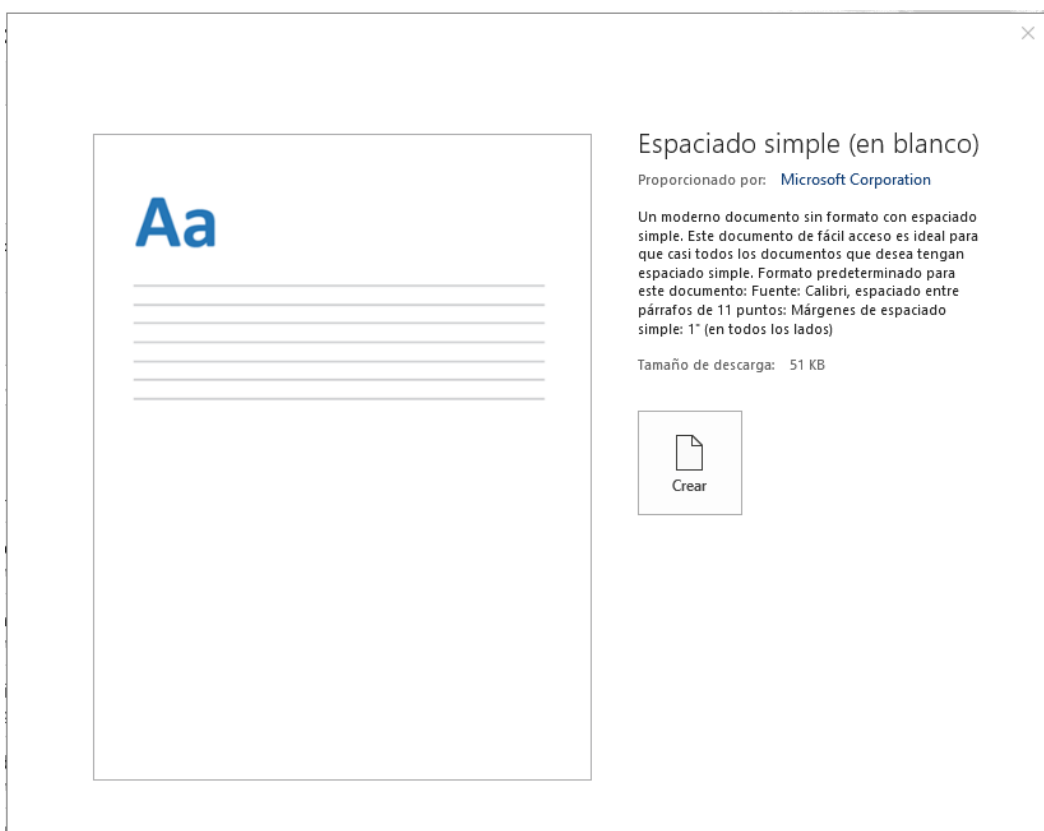 Aa
Espaciado simple (en blanco)
Proporcionado por: Microsoft Corporation
Un moderno documento sin formato con espaciado
simple. Este documento de fácil acceso es ideal para
que casi todos los documentos que desea tengan
espaciado simple. Formato predeterminado para
este documento: Fuente: Calibri, espaciado entre
párrafos de 11 puntos: Márgenes de espaciado
simple: 1" (en todos los lados)
Tamaño de descarga: 51 KB
Crear